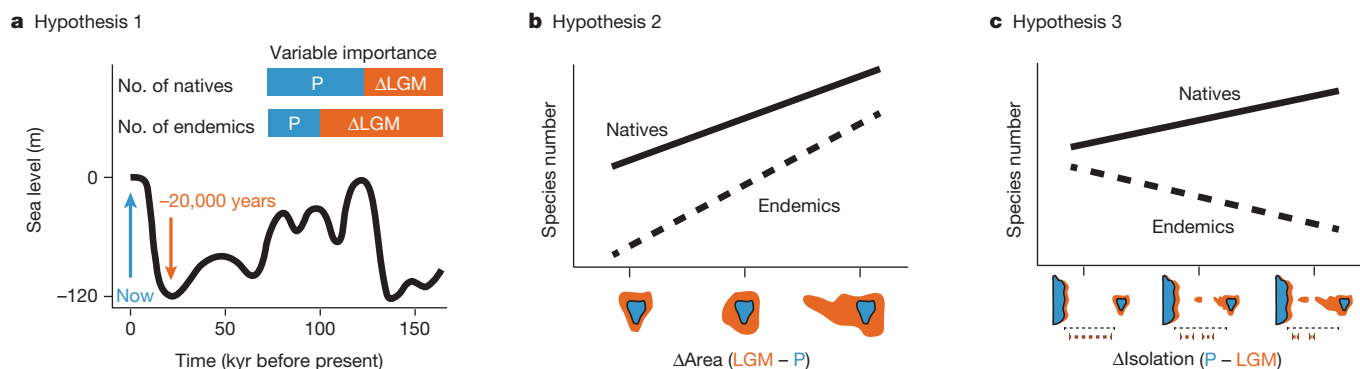 a Hypothesis 1
Variable importance
No. of natives
P
ΔLGM
No. of endemics
P
ΔLGM
Sea level (m)
0
–120
–20,000 years
Now
0
50
100
150
Time (kyr before present)
b Hypothesis 2
Species number
Natives
Endemics
ΔArea (LGM – P)
c Hypothesis 3
Species number
Natives
Endemics
ΔIsolation (P – LGM)